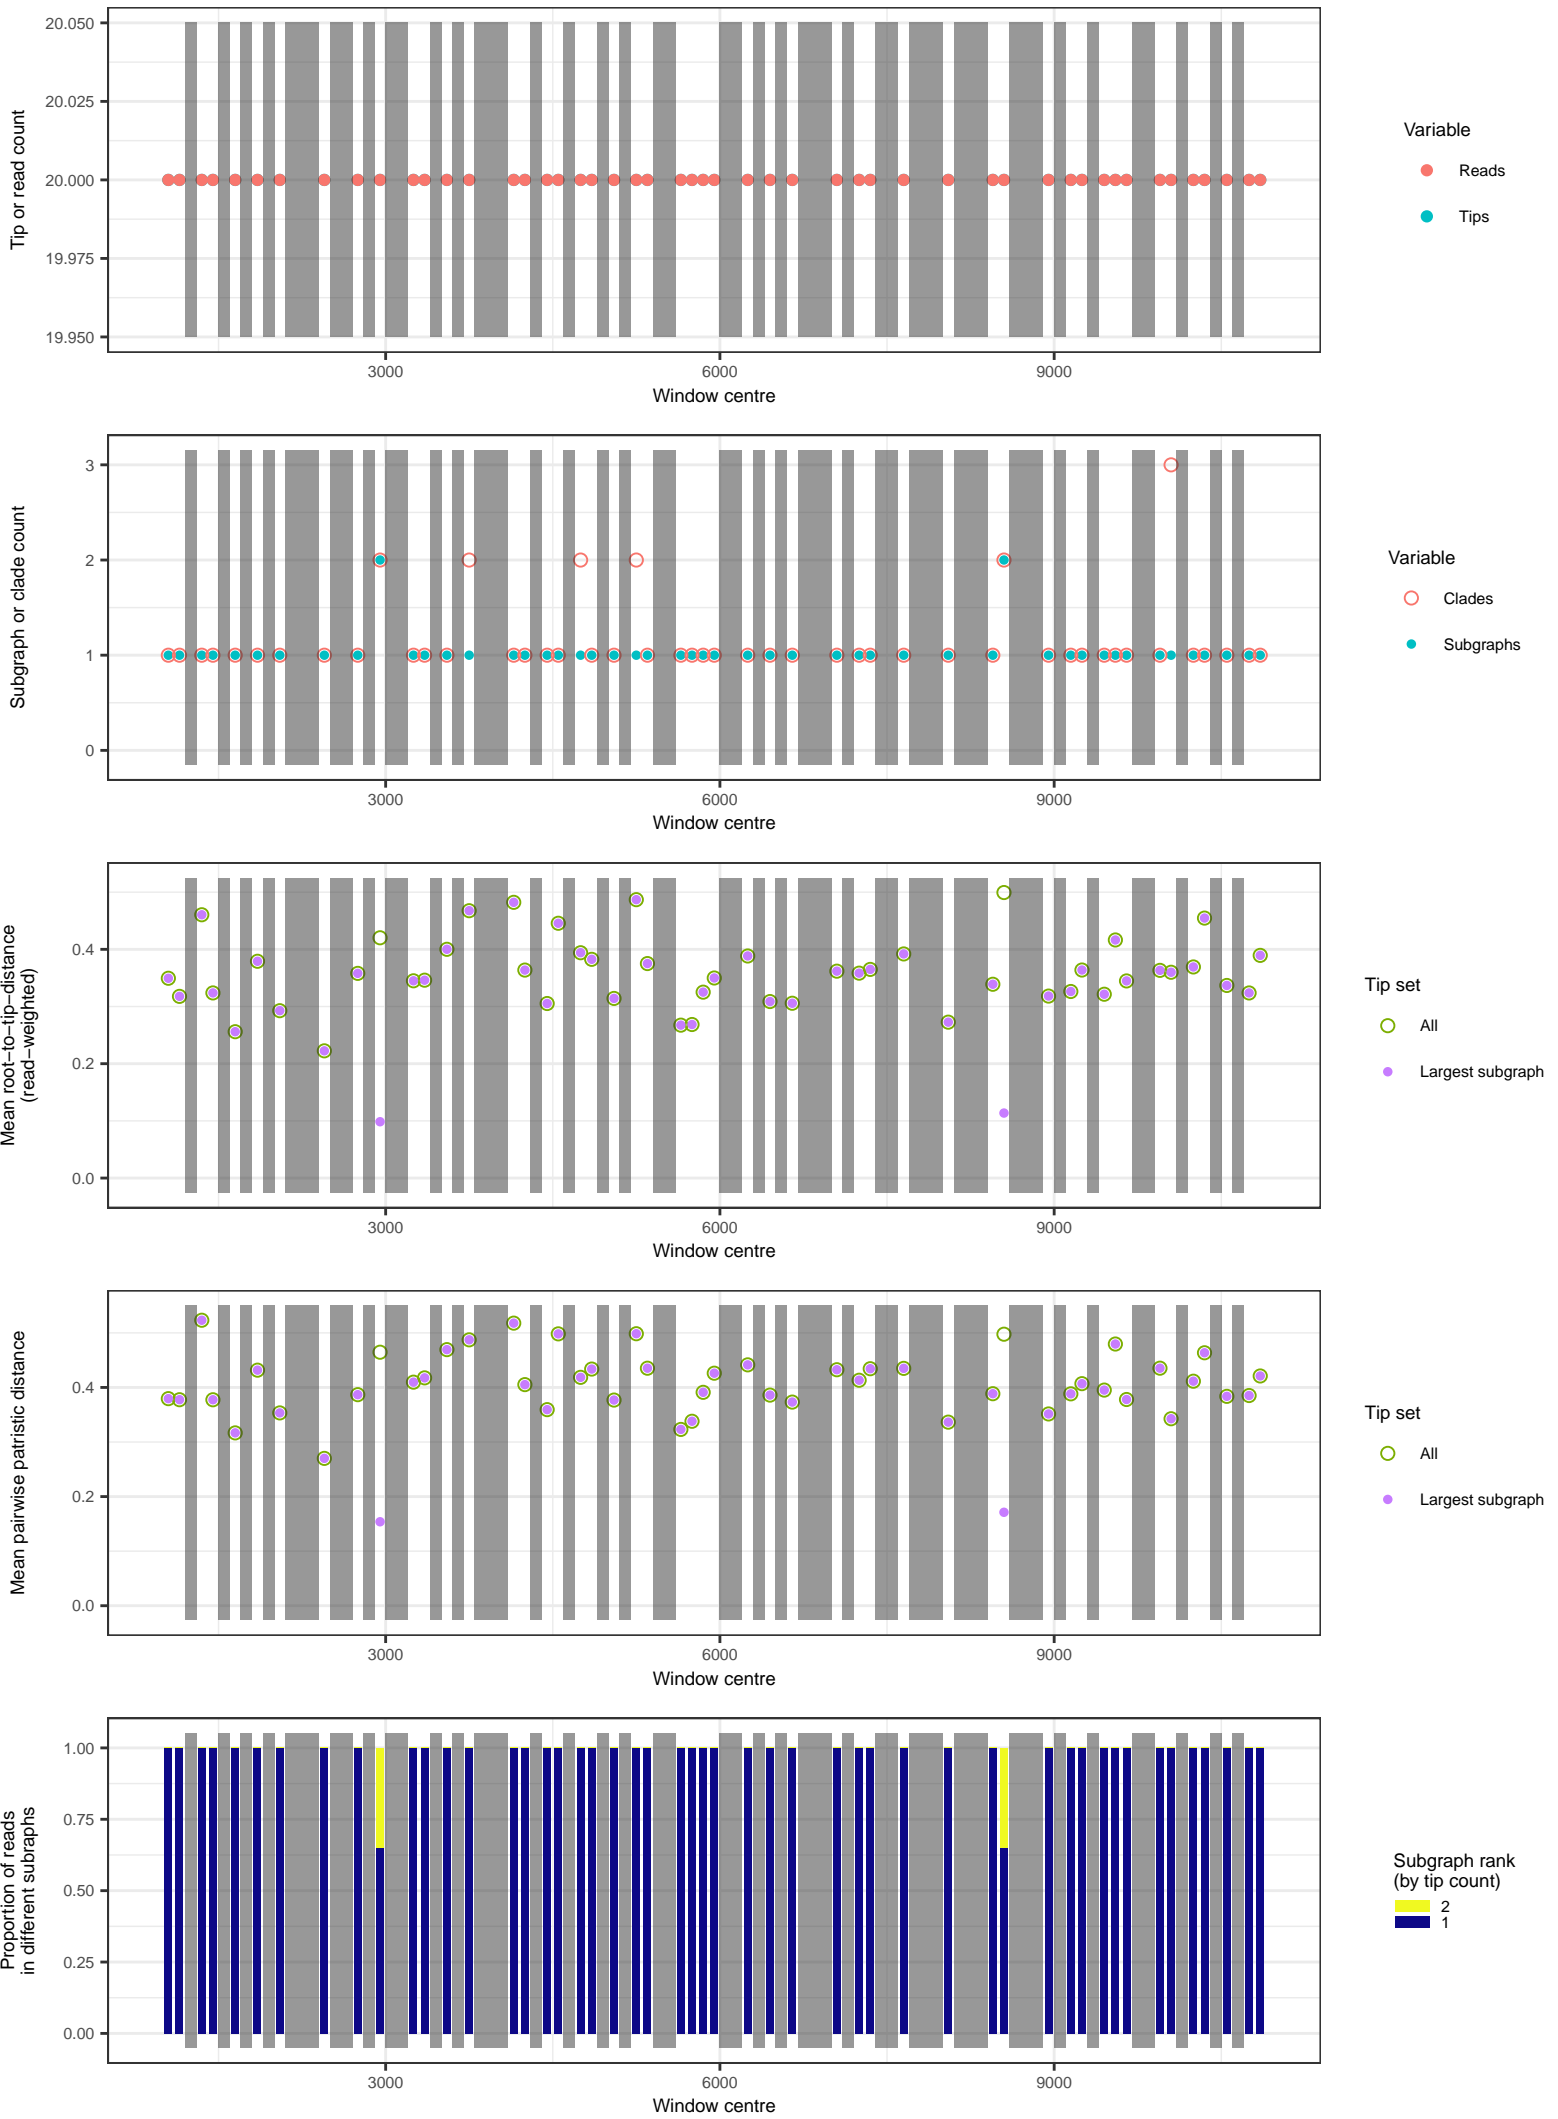 20.050
20.025
20.000
19.975
19.950
Tip or read count
3000
6000
9000
Window centre
Variable
Reads
Tips
3
2
1
0
Subgraph or clade count
3000
6000
9000
Window centre
Variable
Clades
Subgraphs
0.4
0.2
0.0
Mean root−to−tip−distance
(read−weighted)
3000
6000
9000
Window centre
Tip set
All
Largest subgraph
0.4
0.2
0.0
Mean pairwise patristic distance
3000
6000
9000
Window centre
Tip set
All
Largest subgraph
1.00
0.75
0.50
0.25
0.00
Proportion of reads
in different subraphs
3000
6000
9000
Window centre
Subgraph rank
(by tip count)
2
1